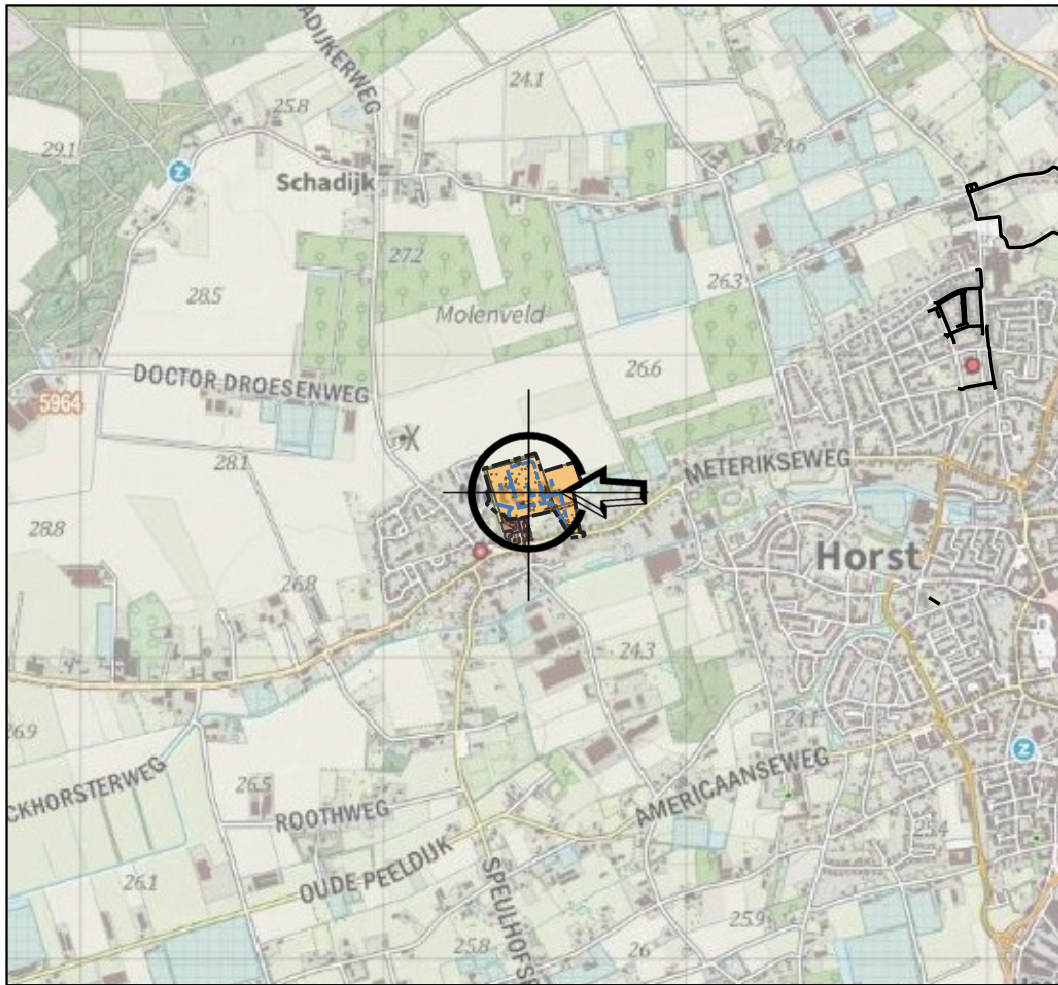 ADIJKERWEG
24.1
25.8
29.1
24.6
Z
Schadijk
27.2
26.3
28.5
Molenveld
26.6
DOCTOR DROESENWEG
5964
METERIKSEWEG
28.1
28.8
Horst
26.8
24.3
26.9
24.1
Z
CKHORSTERWEG
26.5
AMERICAANSEWEG
ROOTHWEG
OUDE PEELDIJK
SPEULHOFS
26.1
25.9
25.8
26